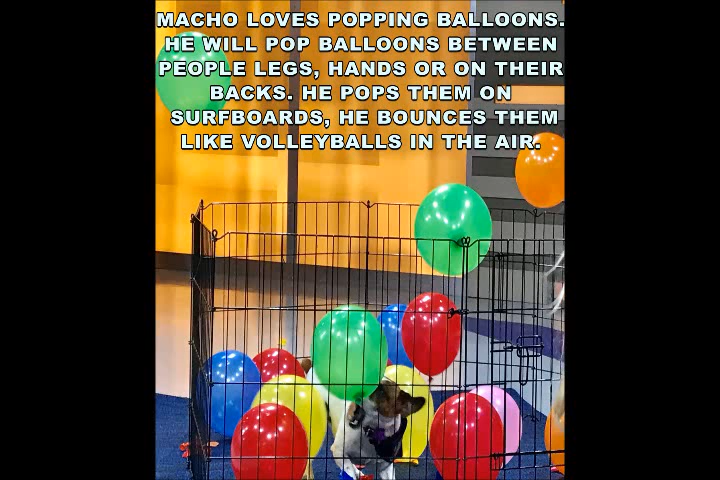 MACHO LOVES POPPING BALLOONS.
HE WILL POP BALLOONS BETWEEN
PEOPLE LEGS, HANDS OR ON THEIR
BACKS. HE POPS THEM ON
SURFBOARDS, HE BOUNCES THEM
LIKE VOLLEYBALLS IN THE AIR.